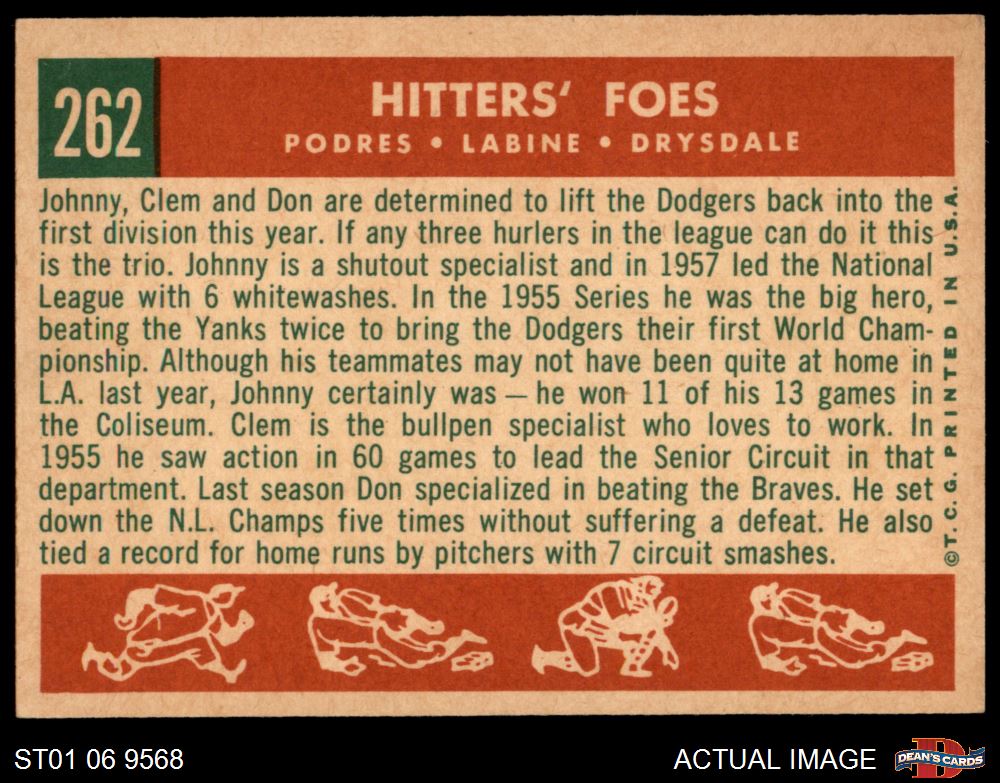 262
HITTERS' FOES
PODRES • LABINE • DRYSDALE
Johnny, Clem and Don are determined to lift the Dodgers back into the
first division this year. If any three hurlers in the league can do it this
is the trio. Johnny is a shutout specialist and in 1957 led the National
League with 6 whitewashes. In the 1955 Series he was the big hero,
beating the Yanks twice to bring the Dodgers their first World Cham-
pionship. Although his teammates may not have been quite at home in
L.A. last year, Johnny certainly was — he won 11 of his 13 games in
the Coliseum. Clem is the bullpen specialist who loves to work. In
1955 he saw action in 60 games to lead the Senior Circuit in that
department. Last season Don specialized in beating the Braves. He set
down the N.L. Champs five times without suffering a defeat. He also
tied a record for home runs by pitchers with 7 circuit smashes.
©T.C.G. PRINTED IN U.S.A.
ST01 06 9568
ACTUAL IMAGE
D
DEAN'S CARDS